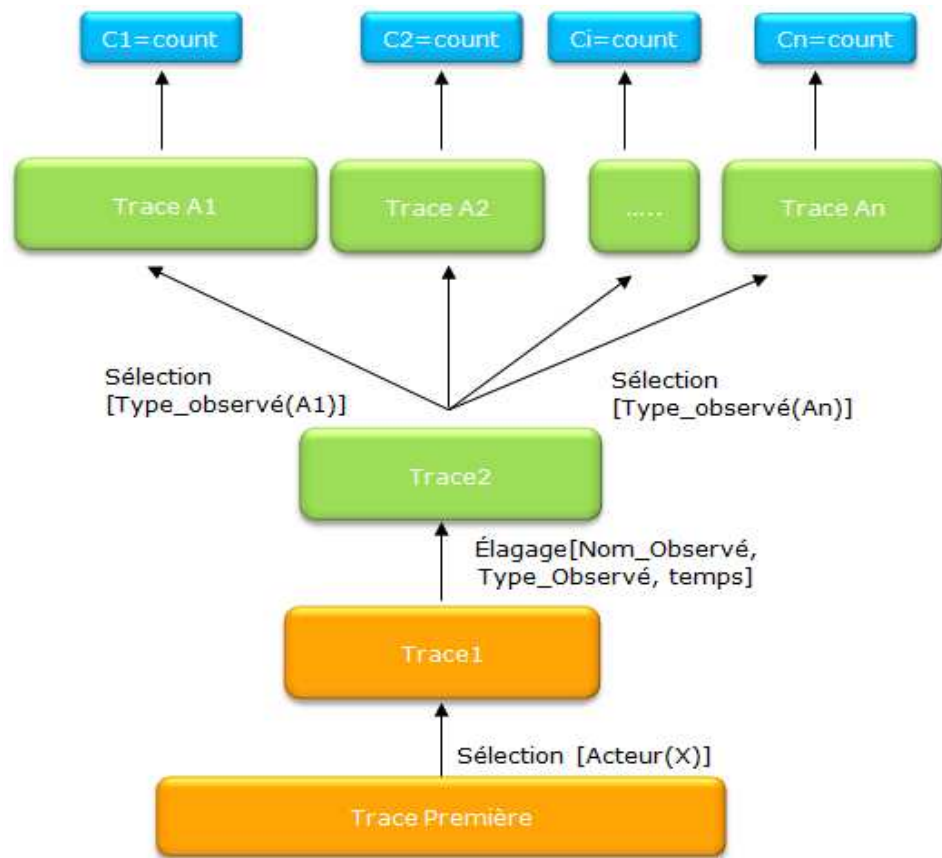 C1=count
C2=count
Ci=count
Cn=count
Trace A1
Trace A2
.....
Trace An
Sélection
[Type_observé(A1)]
Sélection
[Type_observé(An)]
Trace2
Élagage[Nom_Observé,
Type_Observé, temps]
Trace1
Sélection [Acteur(X)]
Trace Première